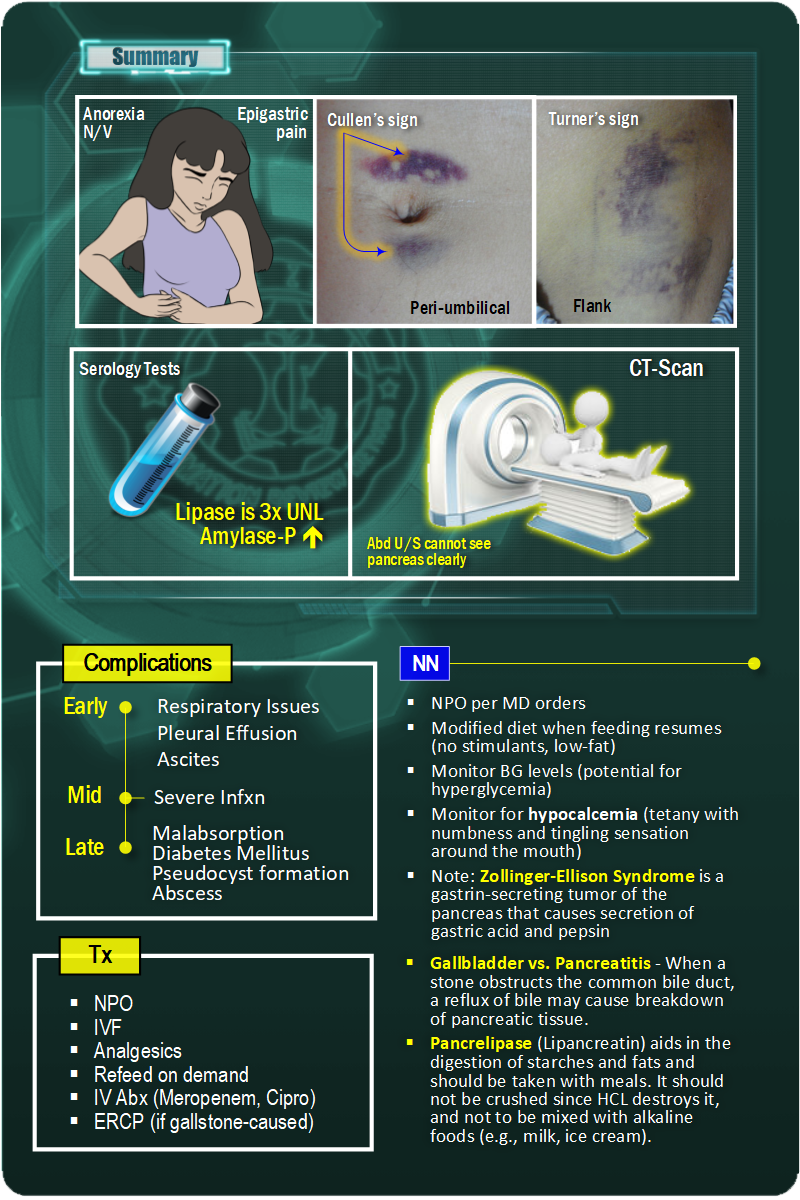 Summary
Anorexia
N/V
Epigastric
pain
Cullen's sign
Peri-umbilical
Turner's sign
Flank
Serology Tests
Lipase is 3x UNL
Amylase-P
CT-Scan
Abd U/S cannot see
pancreas clearly
Complications
Early
Respiratory Issues
Pleural Effusion
Ascites
Mid
Severe Infxn
Late
Malabsorption
Diabetes Mellitus
Pseudocyst formation
Abscess
Tx
▪ NPO
▪ IVF
▪ Analgesics
▪ Refeed on demand
▪ IV Abx (Meropenem, Cipro)
▪ ERCP (if gallstone-caused)
NN
▪ NPO per MD orders
▪ Modified diet when feeding resumes
(no stimulants, low-fat)
▪ Monitor BG levels (potential for
hyperglycemia)
▪ Monitor for hypocalcemia (tetany with
numbness and tingling sensation
around the mouth)
▪ Note: Zollinger-Ellison Syndrome is a
gastrin-secreting tumor of the
pancreas that causes secretion of
gastric acid and pepsin
▪ Gallbladder vs. Pancreatitis - When a
stone obstructs the common bile duct,
a reflux of bile may cause breakdown
of pancreatic tissue.
▪ Pancrelipase (Lipancreatin) aids in the
digestion of starches and fats and
should be taken with meals. It should
not be crushed since HCL destroys it,
and not to be mixed with alkaline
foods (e.g., milk, ice cream).